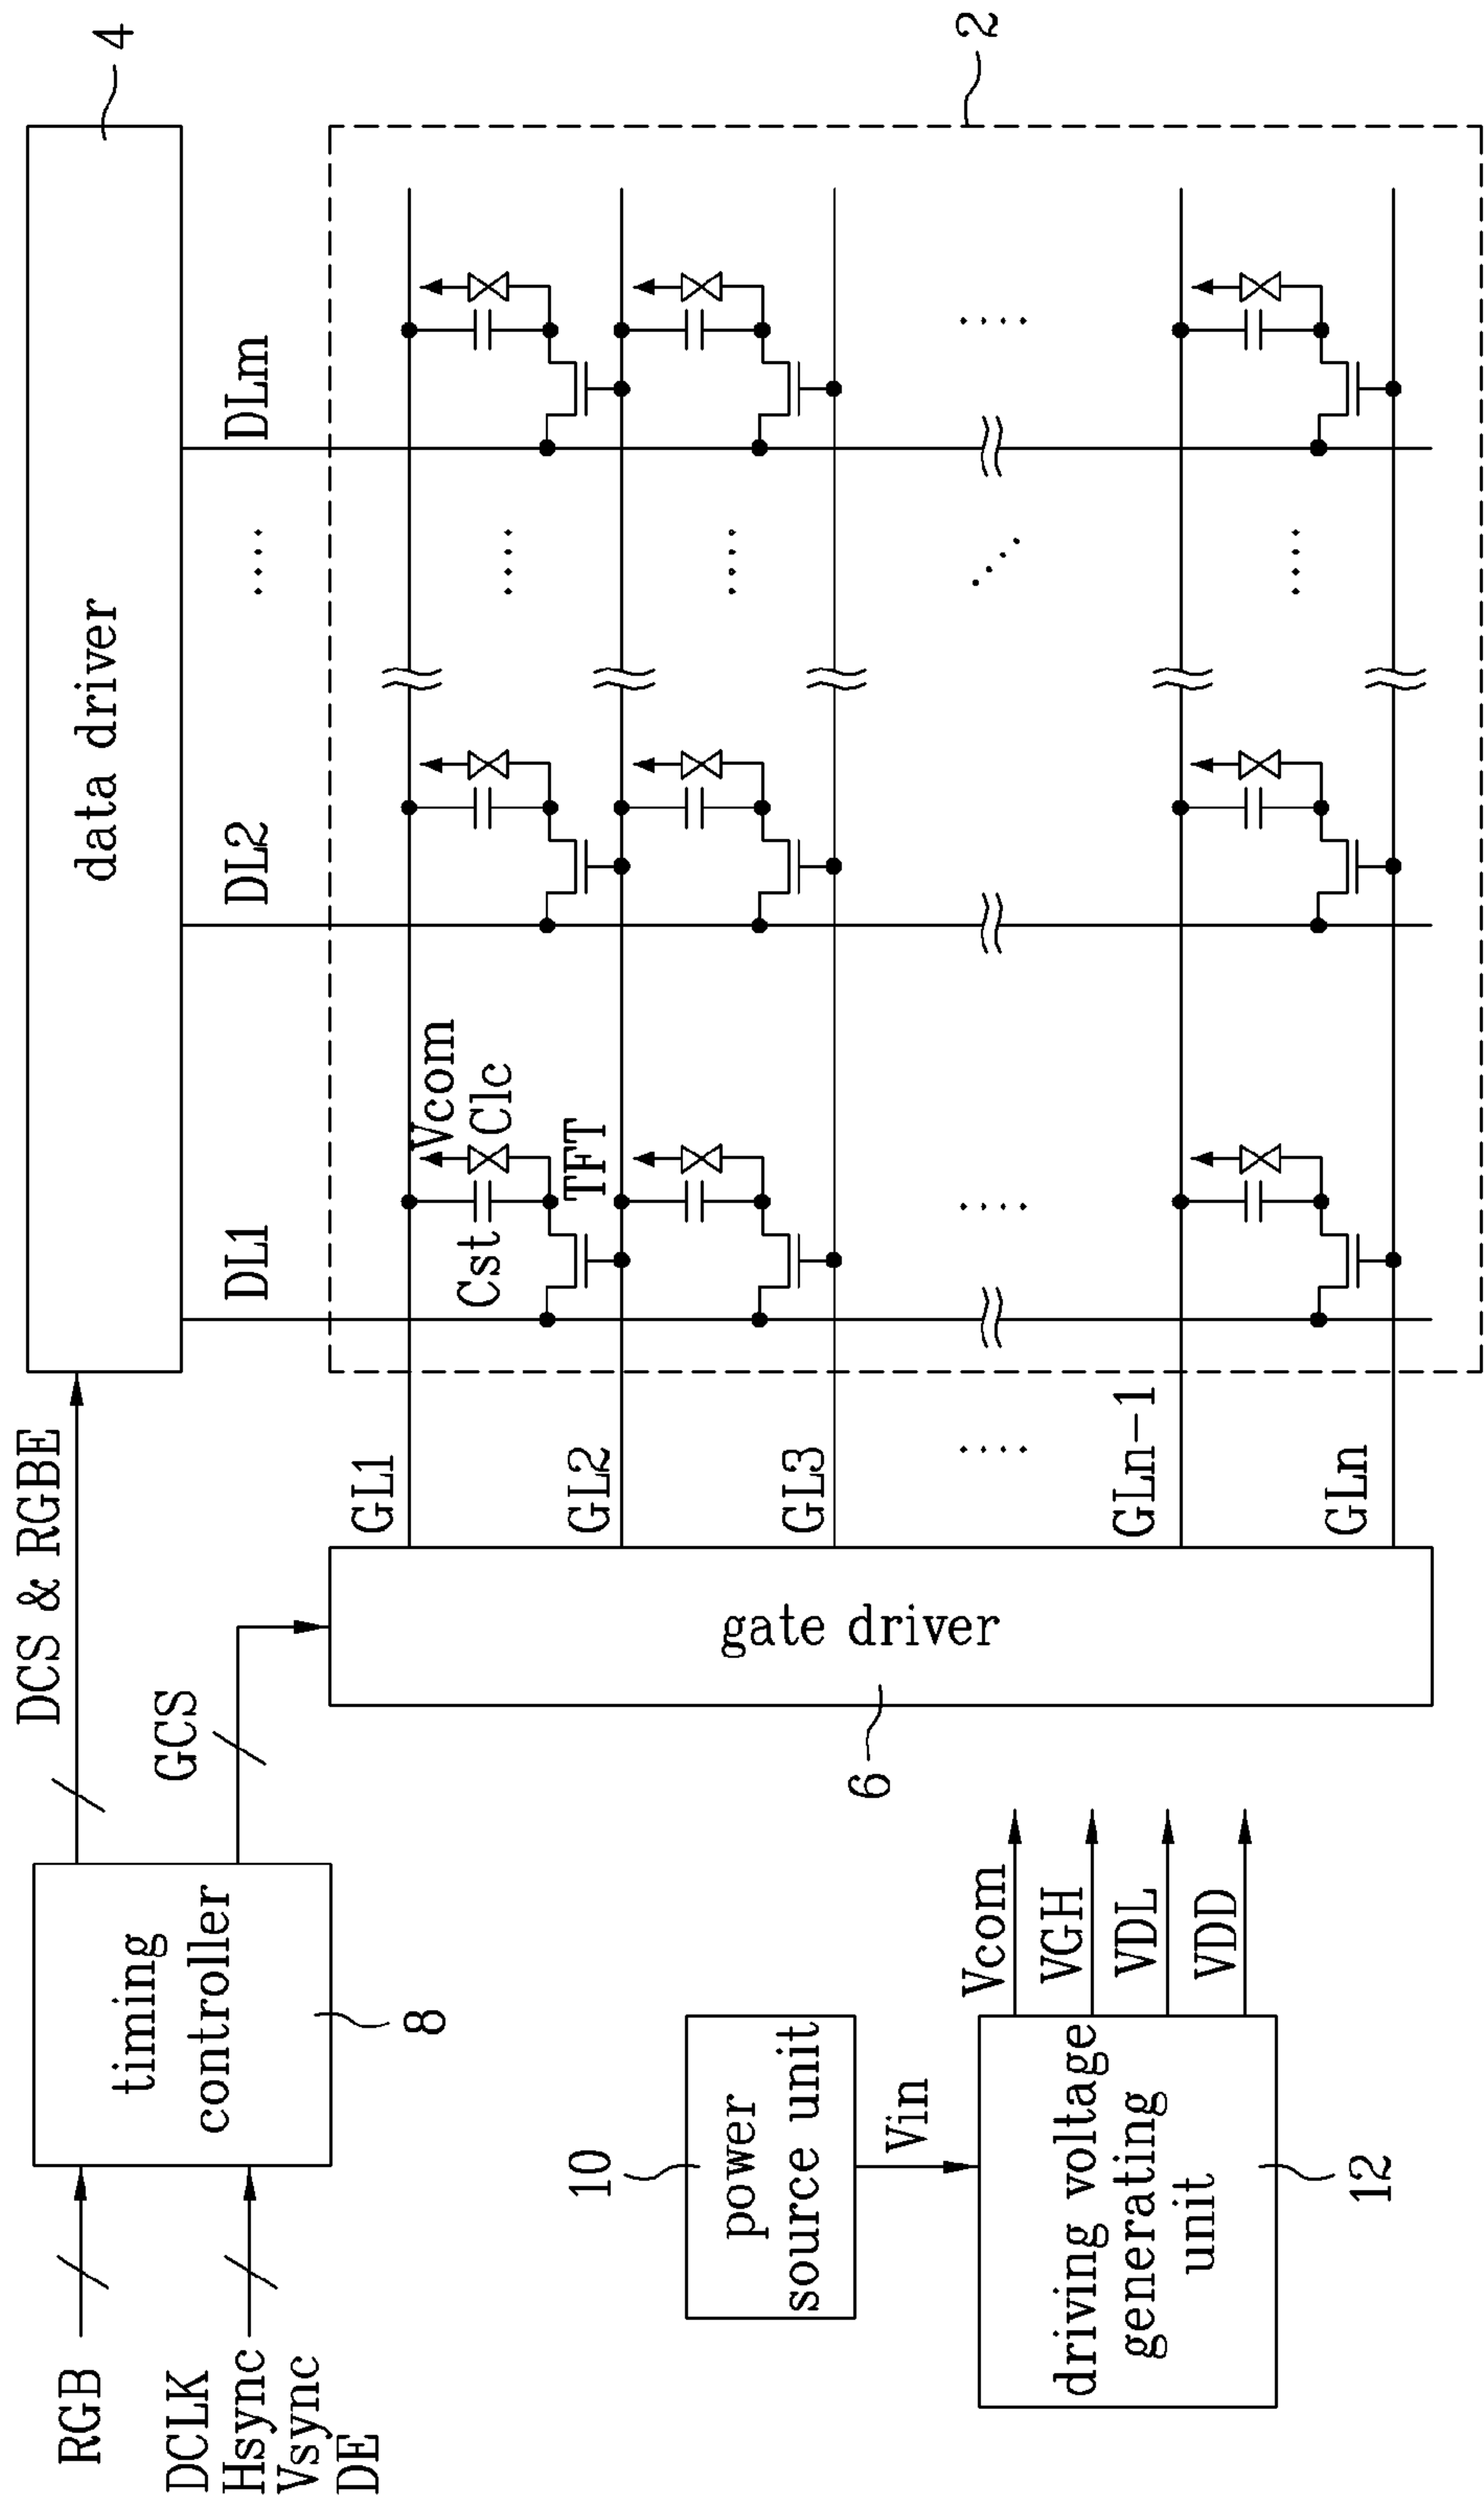 RGB
DCLK
Hsync
Vsync
DE
timing
controller
8
DCS & RGBE
GCS
data driver
4
DL1
DL2
DLm
2
GL1
GL2
GL3
GLn-1
GLn
Vcom
Clc
Cst
TFT
gate driver
6
10
power
source unit
Vin
driving voltage
generating
unit
12
Vcom
VGH
VDL
VDD